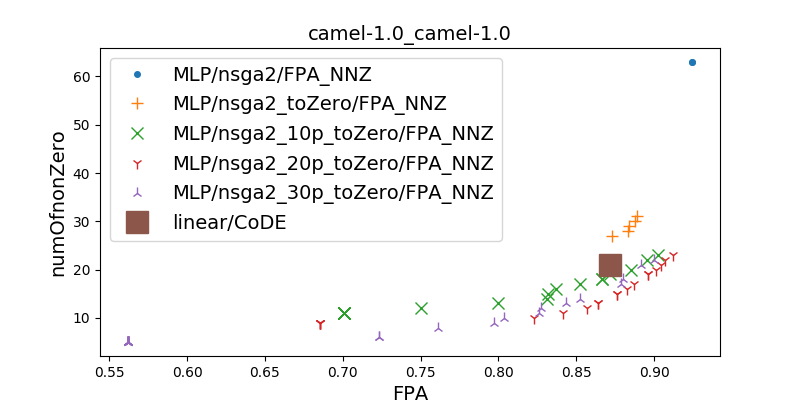 camel-1.0_camel-1.0
MLP/nsga2/FPA_NNZ
MLP/nsga2_toZero/FPA_NNZ
MLP/nsga2_10p_toZero/FPA_NNZ
MLP/nsga2_20p_toZero/FPA_NNZ
MLP/nsga2_30p_toZero/FPA_NNZ
linear/CoDE
numOfnonZero
60
50
40
30
20
10
0.55 0.60 0.65 0.70 0.75 0.80 0.85 0.90
FPA